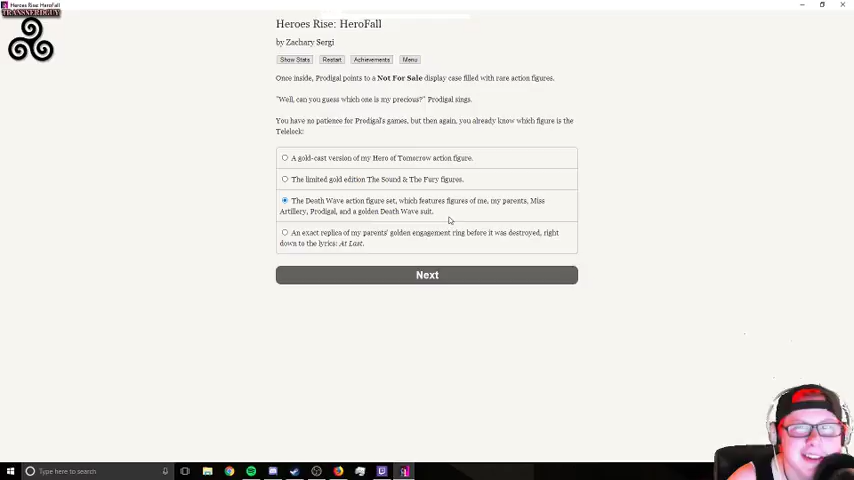 Heroes Rise: HeroFall
TRANSNERDGUY
Heroes Rise: HeroFall
by Zachary Sergi
Show Stats
Restart
Achievements
Menu
Once inside, Prodigal points to a Not For Sale display case filled with rare action figures.
"Well, can you guess which one is my precious?" Prodigal sings.
You have no patience for Prodigal's games, but then again, you already know which figure is the
Telelock:
A gold-cast version of my Hero of Tomorrow action figure.
The limited gold edition The Sound & The Fury figures.
The Death Wave action figure set, which features figures of me, my parents, Miss
Artillery, Prodigal, and a golden Death Wave suit.
An exact replica of my parents' golden engagement ring before it was destroyed, right
down to the lyrics: At Last.
Next
Type here to search